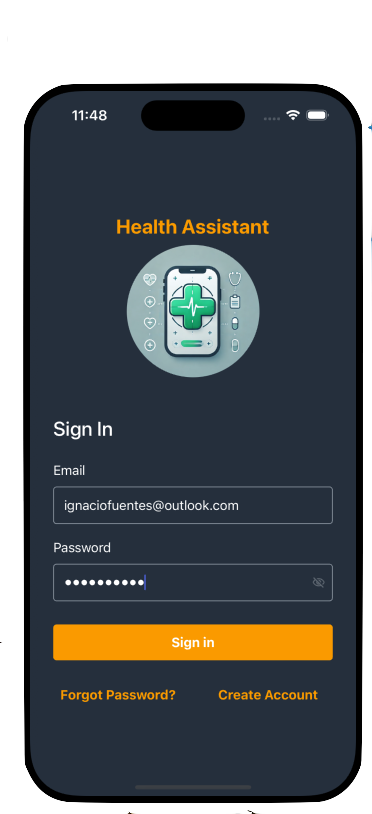 11:48
Health Assistant
Sign In
Email
ignaciofuentes@outlook.com
Password
••••••••••
Sign in
Forgot Password? Create Account